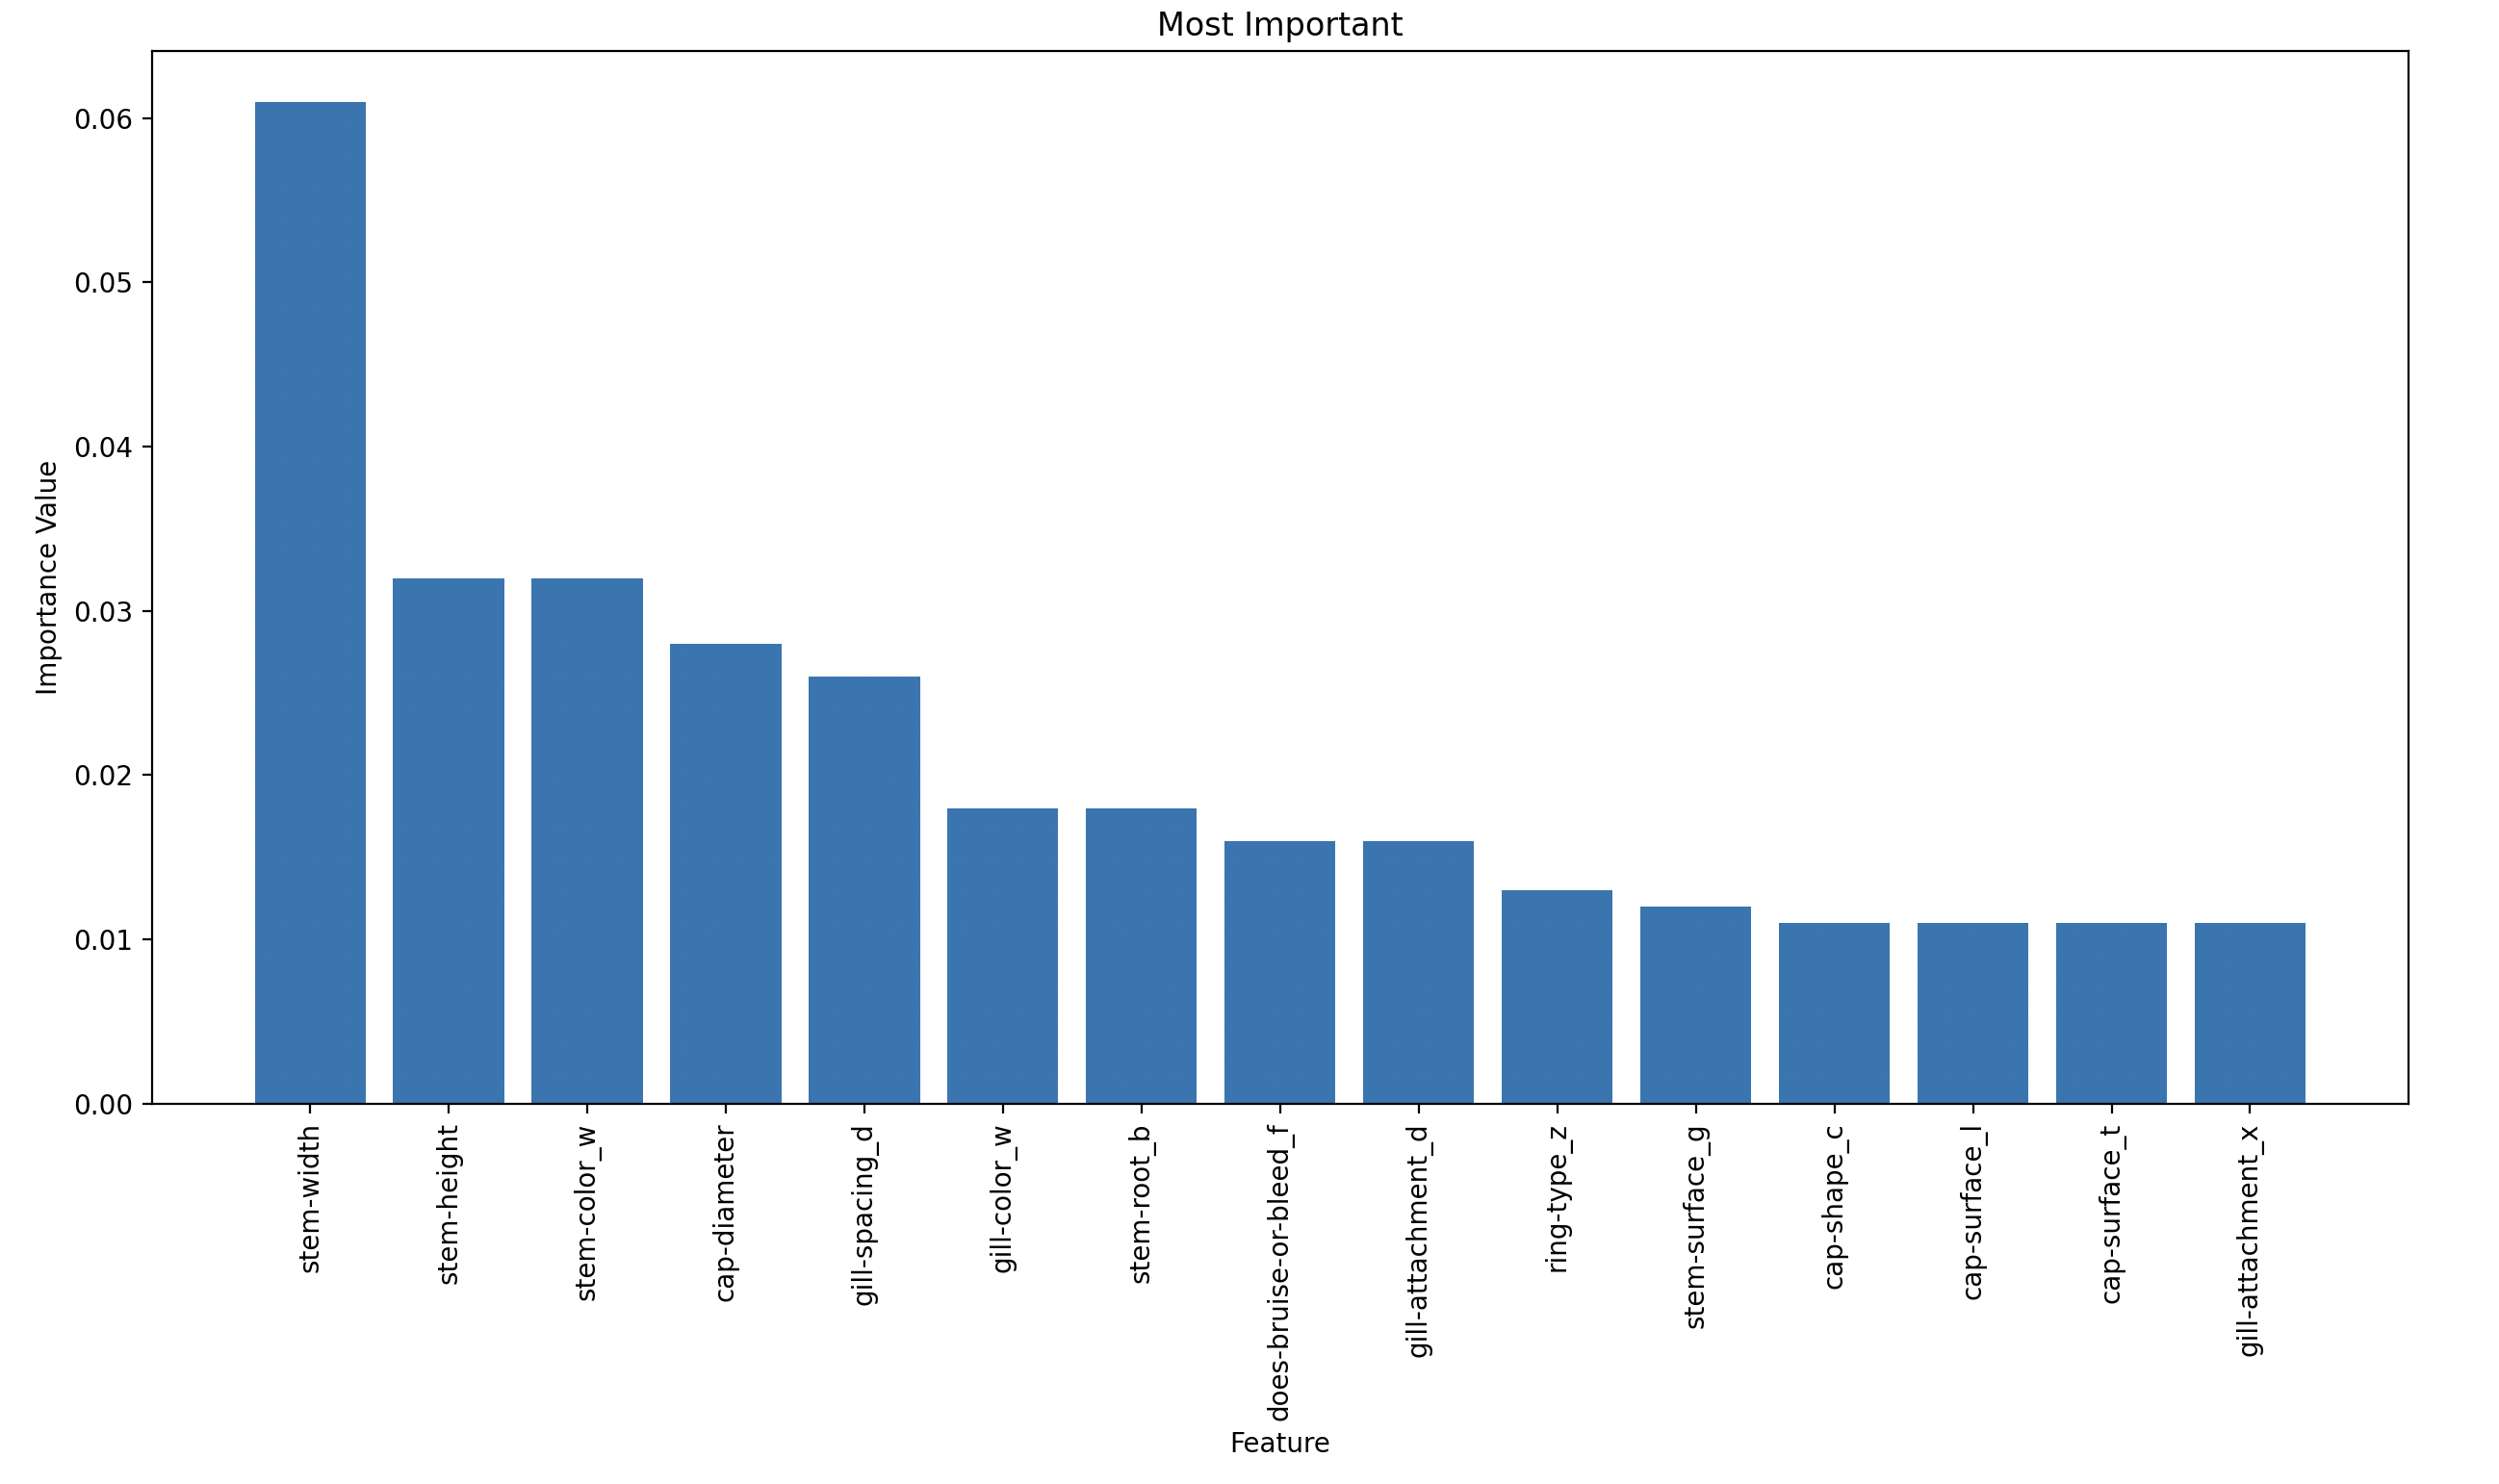 Most Important
Importance Value
0.06
0.05
0.04
0.03
0.02
0.01
0.00
stem-width
stem-height
stem-color_w
cap-diameter
gill-spacing_d
gill-color_w
stem-root_b
does-bruise-or-bleed_f
gill-attachment_d
ring-type_z
stem-surface_g
cap-shape_c
cap-surface_l
cap-surface_t
gill-attachment_x
Feature